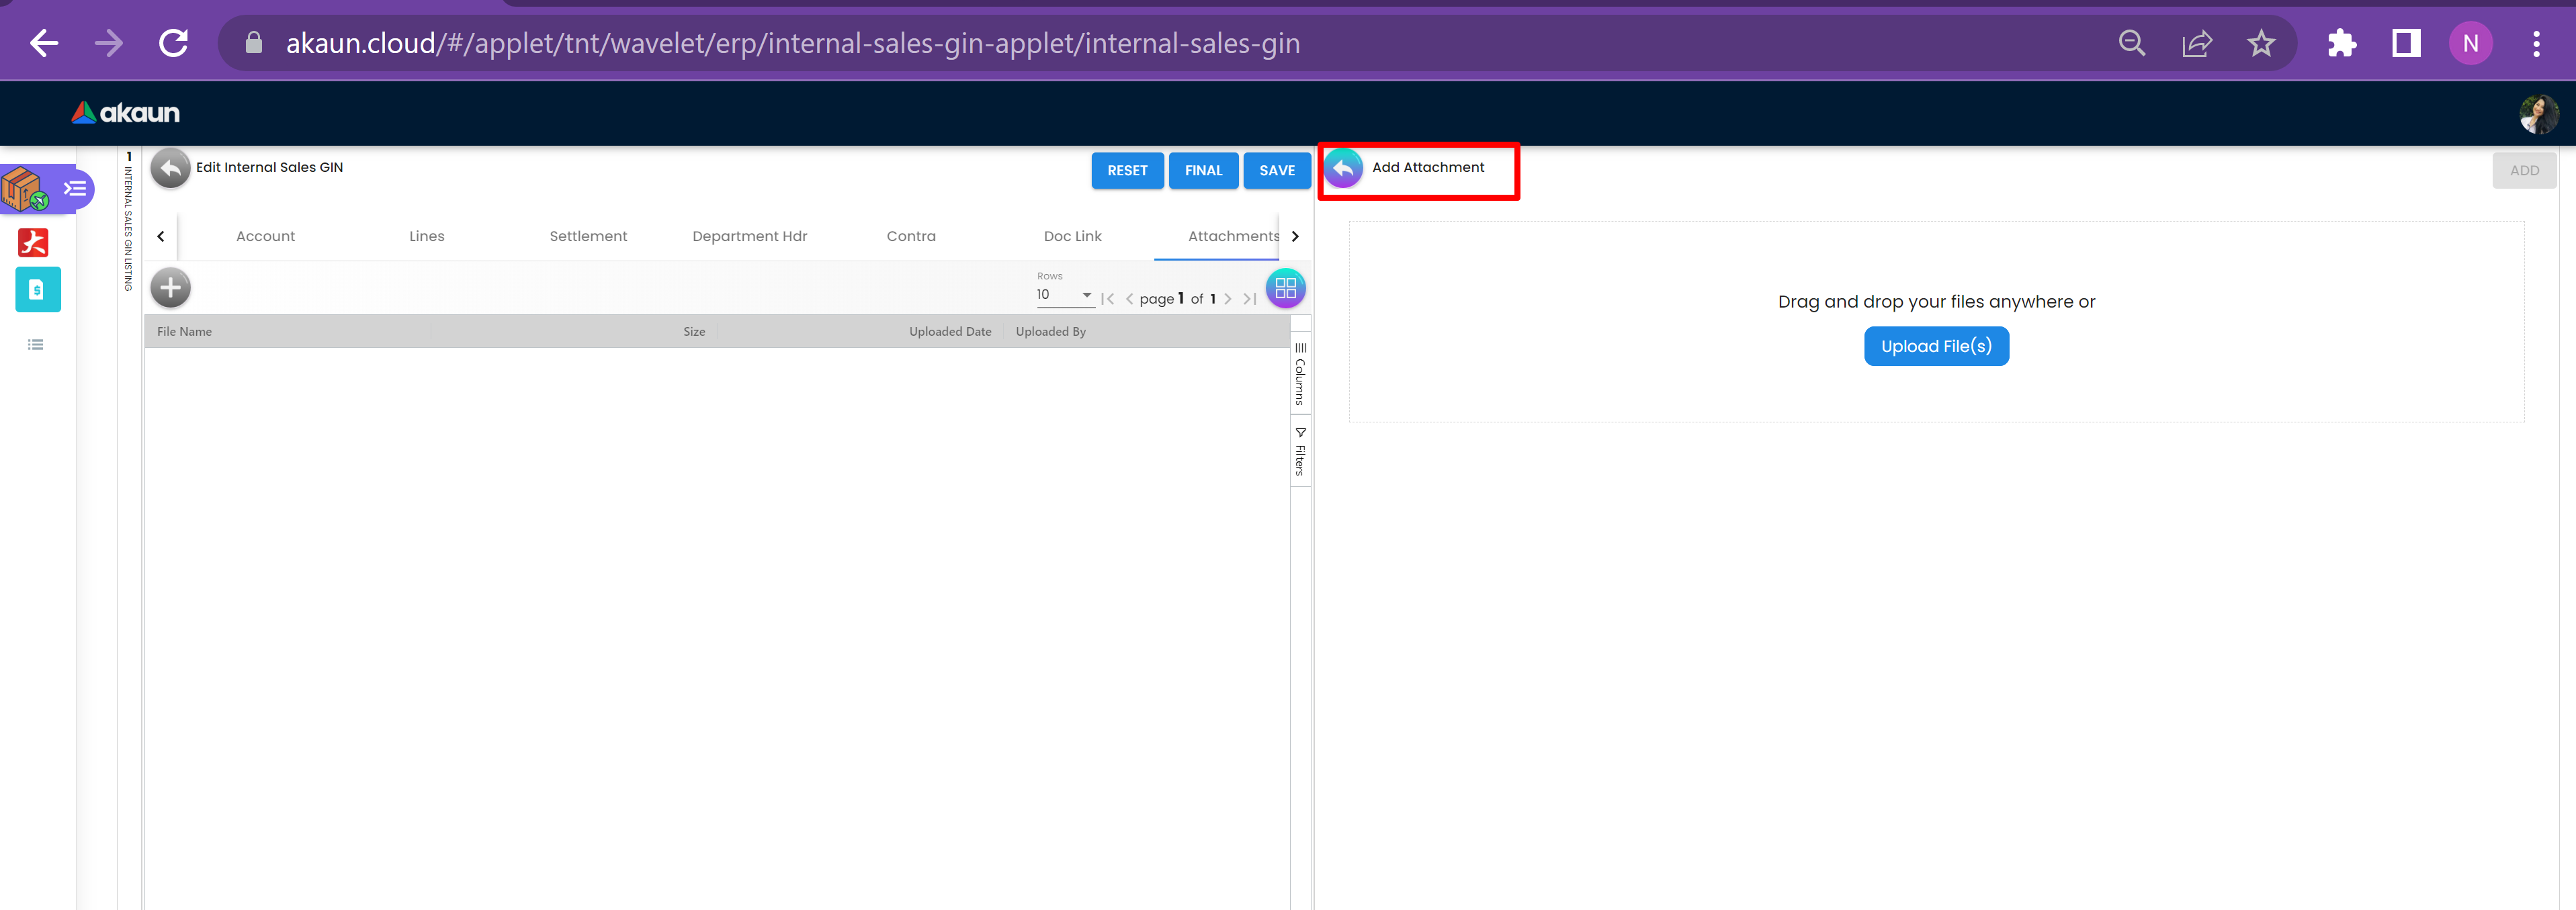 akaun.cloud/#/applet/tnt/wavelet/erp/internal-sales-gin-applet/internal-sales-gin
N
akaun
1 INTERNAL SALES GIN LISTING
Edit Internal Sales GIN
RESET FINAL SAVE
Add Attachment
ADD
Account Lines Settlement Department Hdr Contra Doc Link Attachments
Rows
10
page 1 of 1
File Name Size Uploaded Date Uploaded By
Columns
Filters
Drag and drop your files anywhere or
Upload File(s)